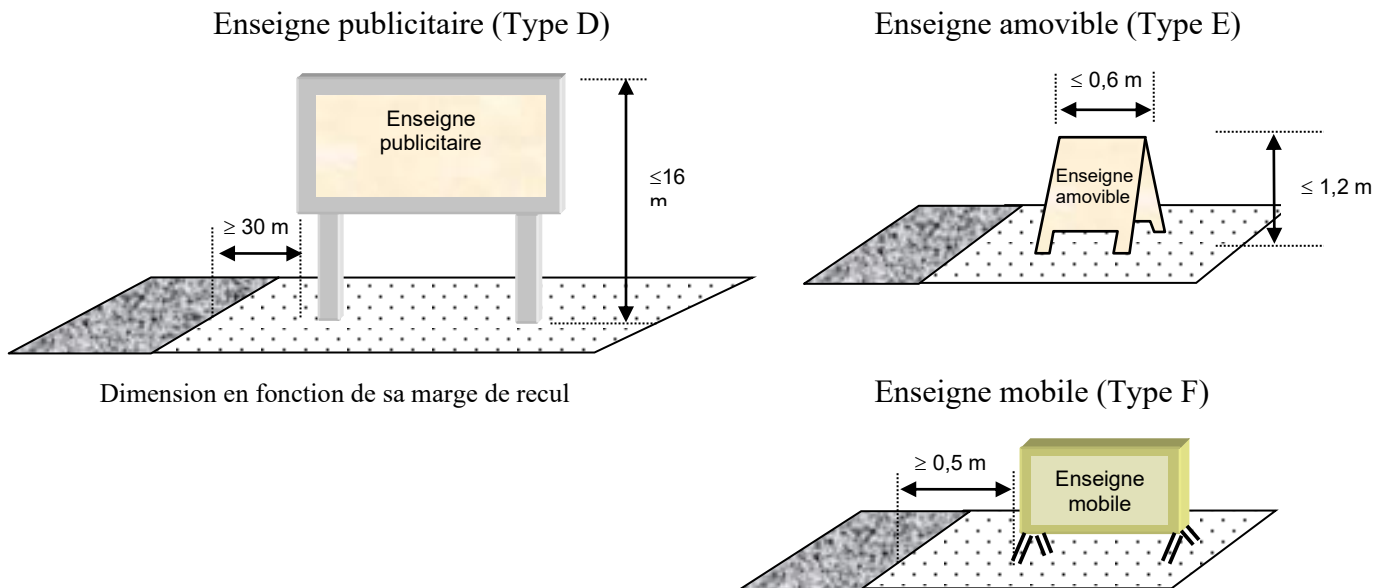 Enseigne publicitaire (Type D)
Enseigne
publicitaire
≤16
m
≥ 30 m
Dimension en fonction de sa marge de recul
Enseigne amovible (Type E)
≤ 0,6 m
Enseigne
amovible
≤ 1,2 m
Enseigne mobile (Type F)
≥ 0,5 m
Enseigne
mobile